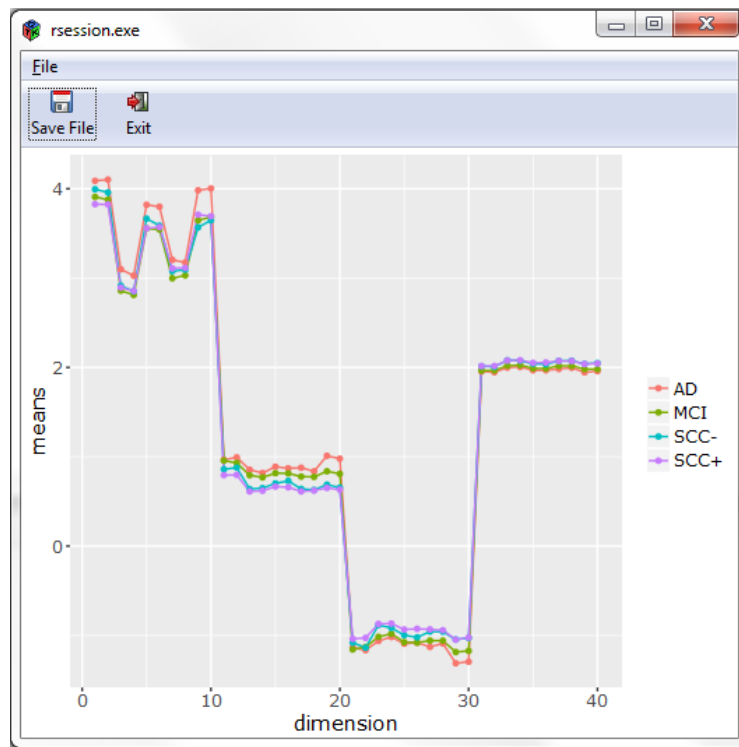 rsession.exe
File
Save File
Exit
4
2
0
means
0
10
20
30
40
dimension
AD
MCI
SCC-
SCC+